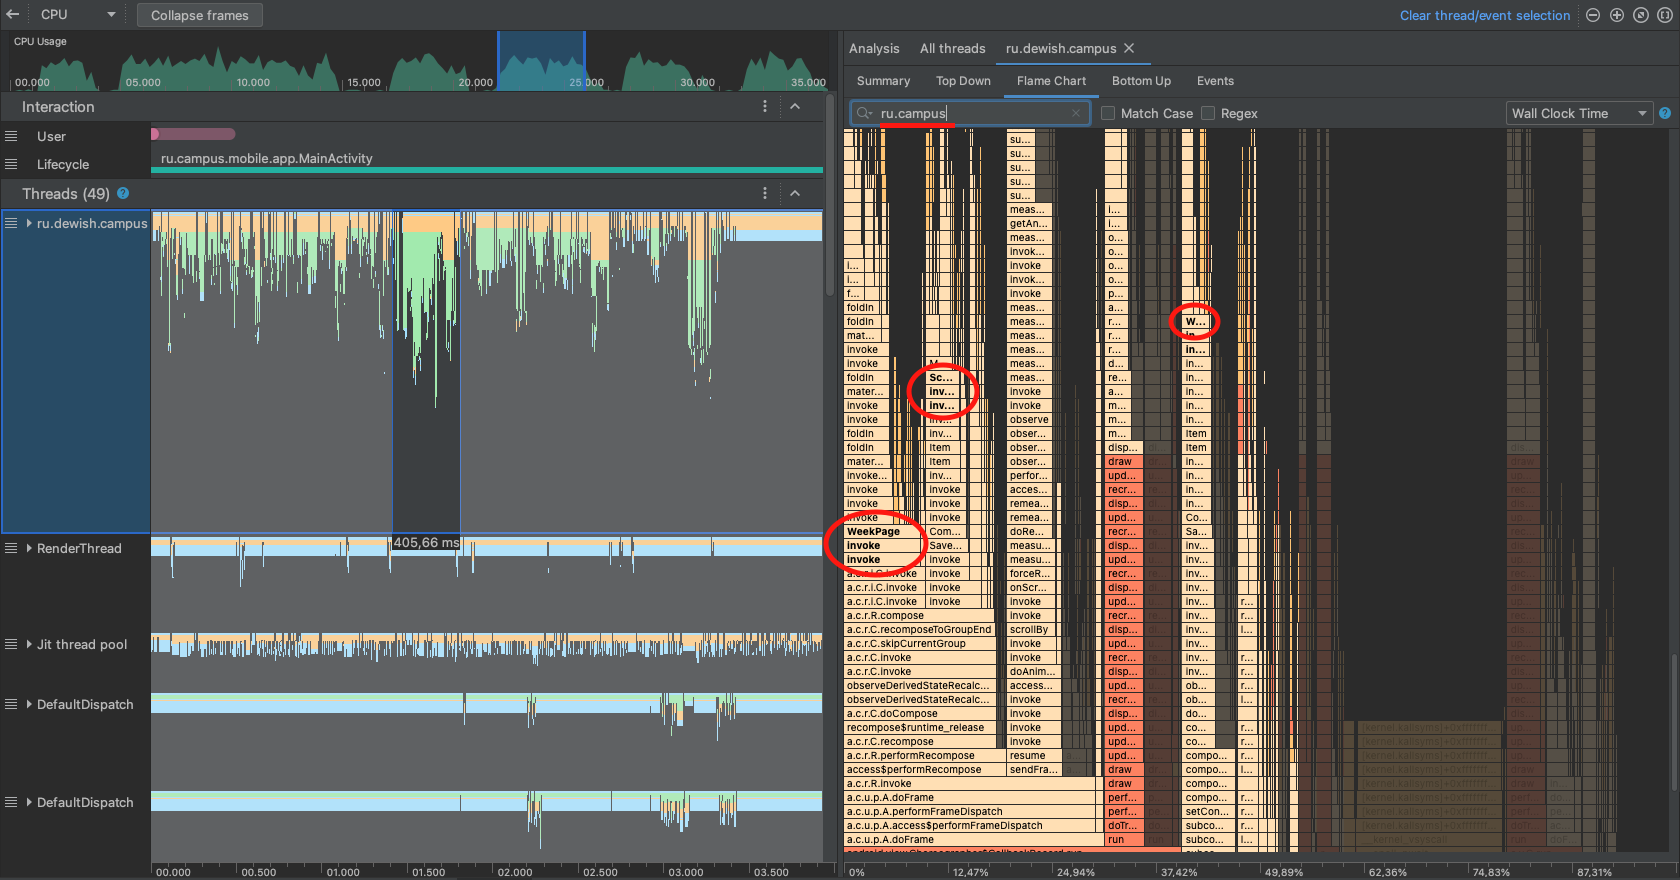 CPU
Collapse frames
Clear thread/event selection
CPU Usage
00.000 05.000 10.000 15.000 20.000 25.000 30.000 35.000
Interaction
User
Lifecycle
ru.campus.mobile.app.MainActivity
Threads (49)
ru.dewish.campus
405,66 ms
RenderThread
Jit thread pool
DefaultDispatch
DefaultDispatch
00.000 00.500 01.000 01.500 02.000 02.500 03.000 03.500
Analysis All threads ru.dewish.campus
Summary Top Down Flame Chart Bottom Up Events
ru.campus
Match Case Regex
Wall Clock Time
su...
su...
su...
su...
su...
meas... i...
getAn... i...
meas... o...
invok... o...
i... invoke o...
i... invoke o...
f... invoke p...
foldIn meas... a...
foldIn meas... r... W...
mat... meas... r...
invoke meas... r... in...
invoke meas... d... in...
foldIn Sc... meas... re... in...
mater... inv... invoke a... in...
invoke inv... invoke m... in...
invoke inv... observe m... in...
foldIn inv... obser... m... Item
foldIn Item obser... disp... Item
mater... Item obser... draw in...
invoke... inv... perfor... upd... in...
invoke invoke acces... recr... in...
invoke invoke remea... disp... in...
invoke invoke remea... upd... Co...
WeekPage Com... doRe... recr... Sa...
invoke Save... measu... disp... inv...
invoke invoke measu... upd... inv...
a.c.r.i.C.invoke invoke forceR... recr... inv...
a.c.r.i.C.invoke invoke onScr... disp... inv...
a.c.r.i.C.invoke invoke invoke upd... inv... r...
a.c.r.R.compose invoke recr... inv... r...
a.c.r.C.recomposeToGroupEnd scrollBy disp... inv... l...
a.c.r.C.skipCurrentGroup invoke upd... inv...
a.c.r.C.invoke invoke recr... inv... r...
a.c.r.C.invoke doAnim... disp... inv... r...
observeDerivedStateRecalc... access... upd... ob... r...
observeDerivedStateRecalc... invoke recr... ob... l...
a.c.r.C.doCompose invoke disp... do...
recompose$runtime_release invoke upd... co... r...
a.c.r.C.recompose invoke upd... co... r...
a.c.r.R.performRecompose resume upd... compo... r...
access$performRecompose sendFra... draw compo... l...
a.c.r.R.invoke draw compo...
a.c.u.p.A.doFrame perf... compo... r...
a.c.u.p.A.performFrameDispatch perf... setCon... r...
a.c.u.p.A.access$performFrameDispatch doTr... subco... r...
a.c.u.p.A.doFrame run subco... l...
0% 12,47% 24,94% 37,42% 49,89% 62,36% 74,83% 87,31%